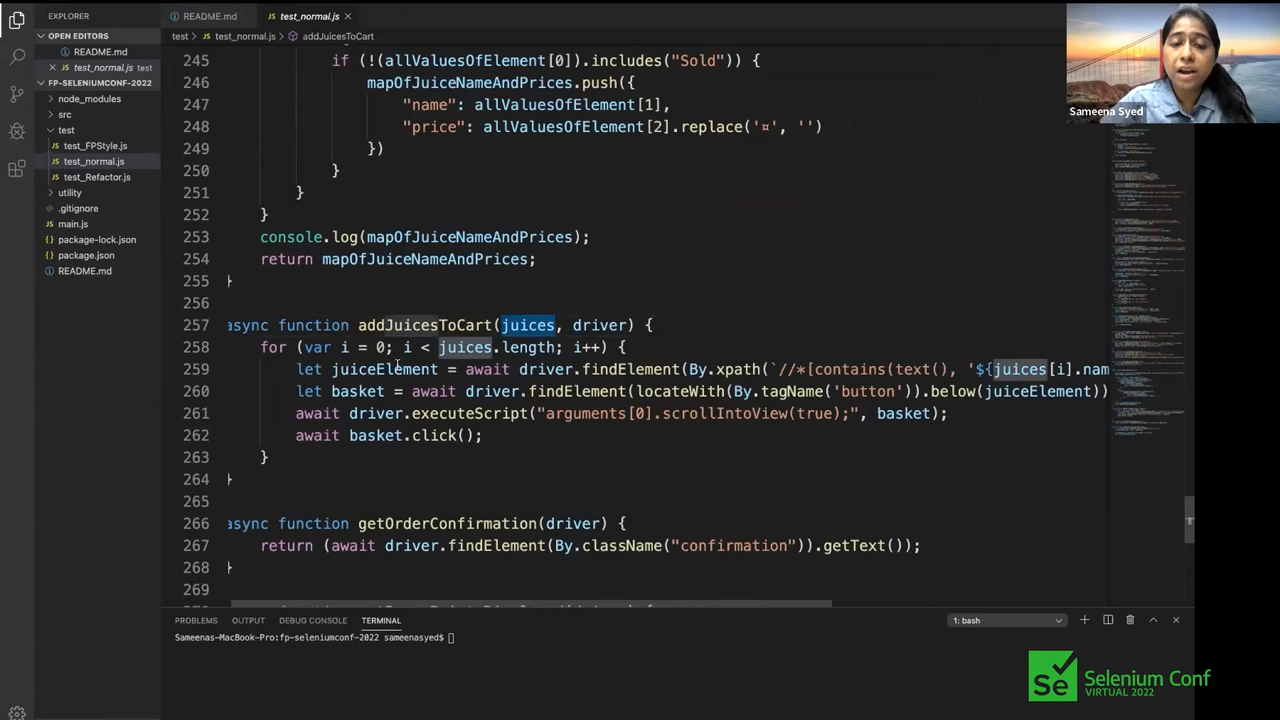 EXPLORER
OPEN EDITORS
README.md
test_normal.js test
FP-SELENIUMCONF-2022
node_modules
src
test
test_FPStyle.js
test_normal.js
test_Refactor.js
utility
.gitignore
main.js
package-lock.json
package.json
README.md
README.md
test_normal.js
test > test_normal.js > addJuicesToCart
245 if (!(allValuesOfElement[0]).includes("Sold")) {
246 mapOfJuiceNameAndPrices.push({
247 "name": allValuesOfElement[1],
248 "price": allValuesOfElement[2].replace('¤', '')
249 })
250 }
251 }
252 }
253 console.log(mapOfJuiceNameAndPrices);
254 return mapOfJuiceNameAndPrices;
255 }
256
257 async function addJuicesToCart(juices, driver) {
258 for (var i = 0; i < juices.length; i++) {
259 let juiceElement = await driver.findElement(By.xpath(`//*[contains(text(), '${juices[i].nam
260 let basket = await driver.findElement(locateWith(By.tagName('button')).below(juiceElement))
261 await driver.executeScript("arguments[0].scrollIntoView(true);", basket);
262 await basket.click();
263 }
264 }
265
266 async function getOrderConfirmation(driver) {
267 return (await driver.findElement(By.className("confirmation")).getText());
268 }
269
PROBLEMS OUTPUT DEBUG CONSOLE TERMINAL
1: bash
Sameenas-MacBook-Pro:fp-seleniumconf-2022 sameenasyed$
Sameena Syed
Se
Selenium Conf
VIRTUAL 2022